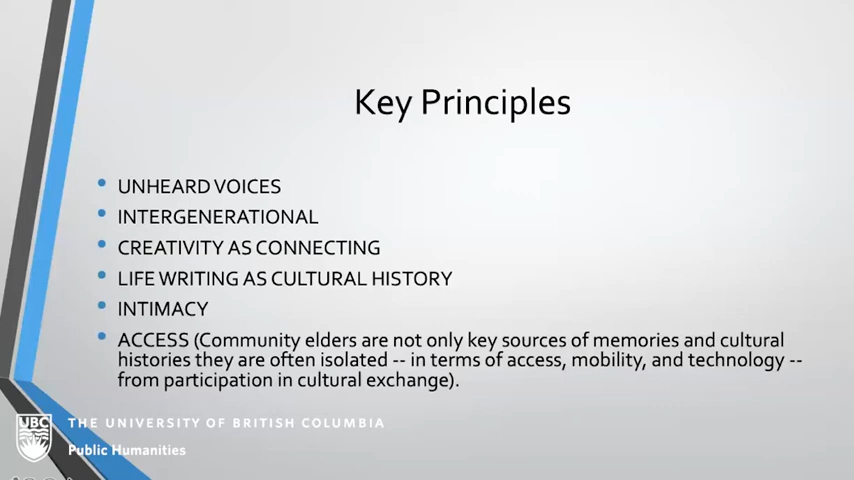 Key Principles
• UNHEARD VOICES
• INTERGENERATIONAL
• CREATIVITY AS CONNECTING
• LIFE WRITING AS CULTURAL HISTORY
• INTIMACY
• ACCESS (Community elders are not only key sources of memories and cultural
histories they are often isolated -- in terms of access, mobility, and technology --
from participation in cultural exchange).
UBC
THE UNIVERSITY OF BRITISH COLUMBIA
Public Humanities